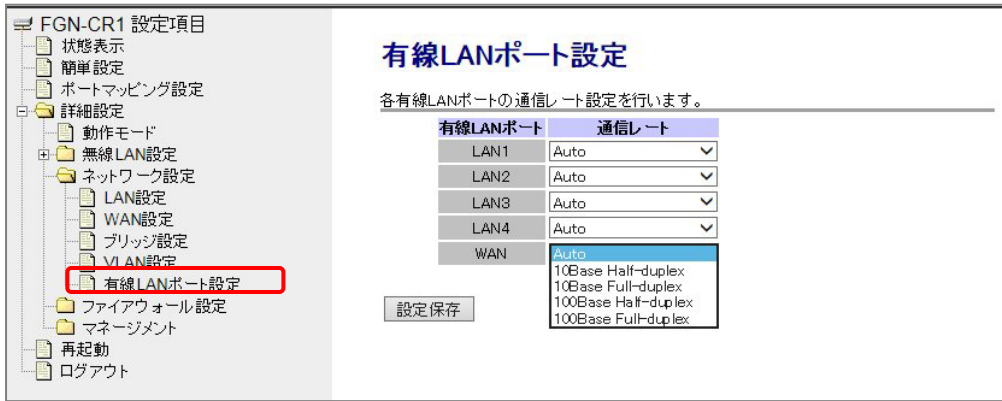 FGN-CR1 設定項目
状態表示
簡単設定
ポートマッピング設定
詳細設定
動作モード
無線LAN設定
ネットワーク設定
LAN設定
WAN設定
ブリッジ設定
VLAN設定
有線LANポート設定
ファイアウォール設定
マネージメント
再起動
ログアウト
有線LANポート設定
各有線LANポートの通信レート設定を行います。
有線LANポート 通信レート
LAN1 Auto
LAN2 Auto
LAN3 Auto
LAN4 Auto
WAN Auto
10Base Half-duplex
10Base Full-duplex
100Base Half-duplex
100Base Full-duplex
設定保存